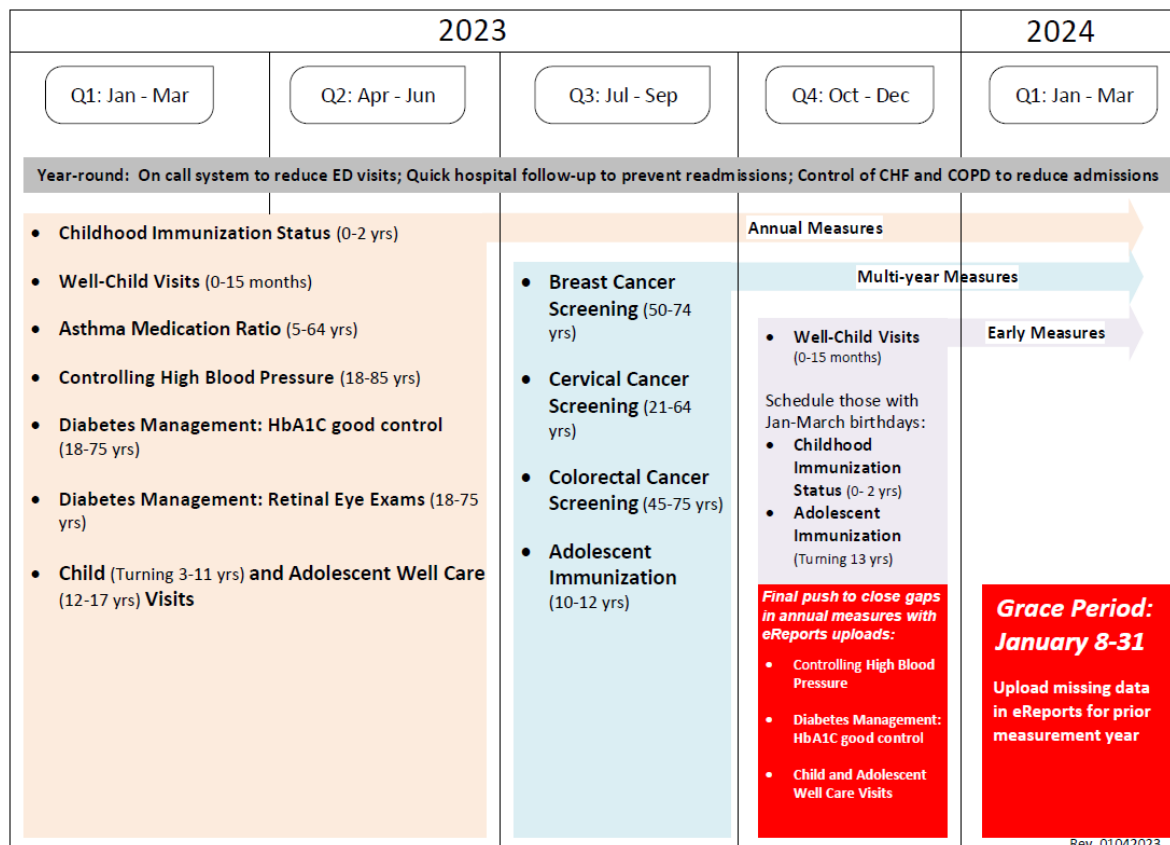 2023
2024
Q1: Jan - Mar
Q2: Apr - Jun
Q3: Jul - Sep
Q4: Oct - Dec
Q1: Jan - Mar
Year-round: On call system to reduce ED visits; Quick hospital follow-up to prevent readmissions; Control of CHF and COPD to reduce admissions
Annual Measures
Multi-year Measures
Early Measures
• Childhood Immunization Status (0-2 yrs)
• Well-Child Visits (0-15 months)
• Asthma Medication Ratio (5-64 yrs)
• Controlling High Blood Pressure (18-85 yrs)
• Diabetes Management: HbA1C good control
(18-75 yrs)
• Diabetes Management: Retinal Eye Exams (18-75
yrs)
• Child (Turning 3-11 yrs) and Adolescent Well Care
(12-17 yrs) Visits
• Breast Cancer
Screening (50-74
yrs)
• Cervical Cancer
Screening (21-64
yrs)
• Colorectal Cancer
Screening (45-75 yrs)
• Adolescent
Immunization
(10-12 yrs)
• Well-Child Visits
(0-15 months)
Schedule those with
Jan-March birthdays:
• Childhood
Immunization
Status (0- 2 yrs)
• Adolescent
Immunization
(Turning 13 yrs)
Final push to close gaps
in annual measures with
eReports uploads:
• Controlling High Blood
Pressure
• Diabetes Management:
HbA1C good control
• Child and Adolescent
Well Care Visits
Grace Period:
January 8-31
Upload missing data
in eReports for prior
measurement year
Rev. 01042023